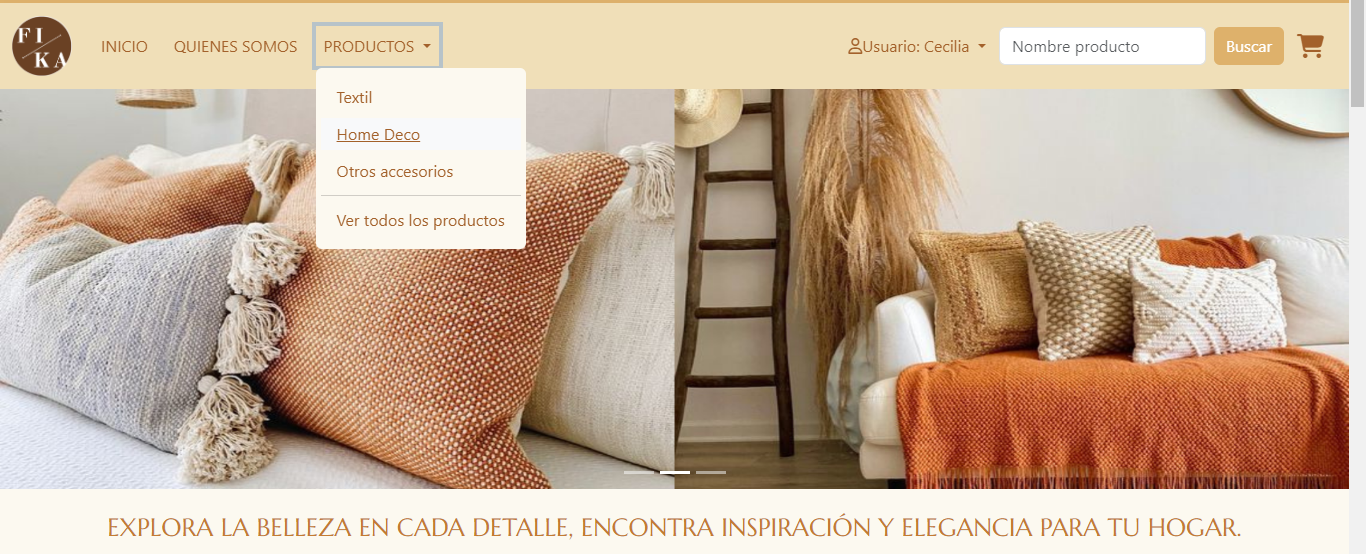 FI
KA
INICIO
QUIENES SOMOS
PRODUCTOS
Usuario: Cecilia
Nombre producto
Buscar
Textil
Home Deco
Otros accesorios
Ver todos los productos
EXPLORA LA BELLEZA EN CADA DETALLE, ENCONTRA INSPIRACIÓN Y ELEGANCIA PARA TU HOGAR.